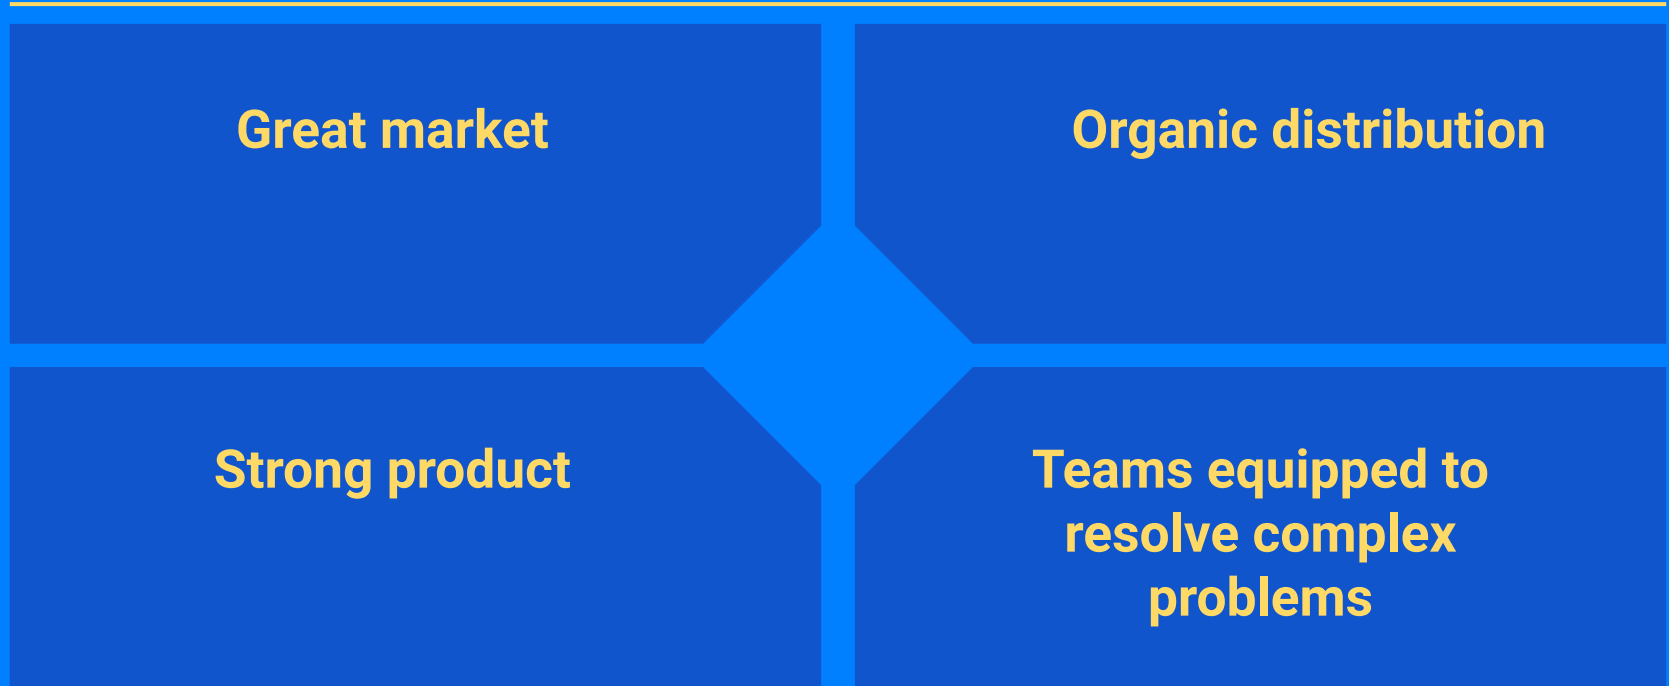 Great market
Organic distribution
Strong product
Teams equipped to
resolve complex
problems